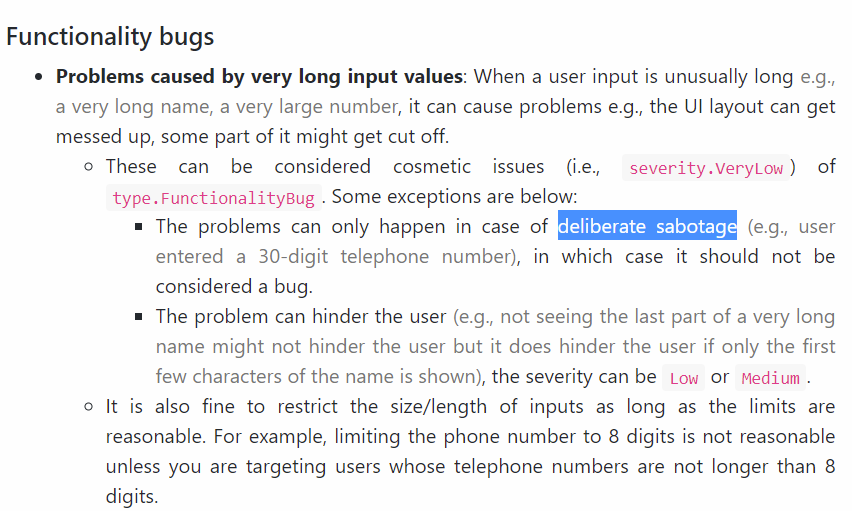 Functionality bugs
• Problems caused by very long input values: When a user input is unusually long e.g.,
a very long name, a very large number, it can cause problems e.g., the UI layout can get
messed up, some part of it might get cut off.
◦ These can be considered cosmetic issues (i.e., severity.VeryLow) of
type.FunctionalityBug. Some exceptions are below:
▪ The problems can only happen in case of deliberate sabotage (e.g., user
entered a 30-digit telephone number), in which case it should not be
considered a bug.
▪ The problem can hinder the user (e.g., not seeing the last part of a very long
name might not hinder the user but it does hinder the user if only the first
few characters of the name is shown), the severity can be Low or Medium.
◦ It is also fine to restrict the size/length of inputs as long as the limits are
reasonable. For example, limiting the phone number to 8 digits is not reasonable
unless you are targeting users whose telephone numbers are not longer than 8
digits.